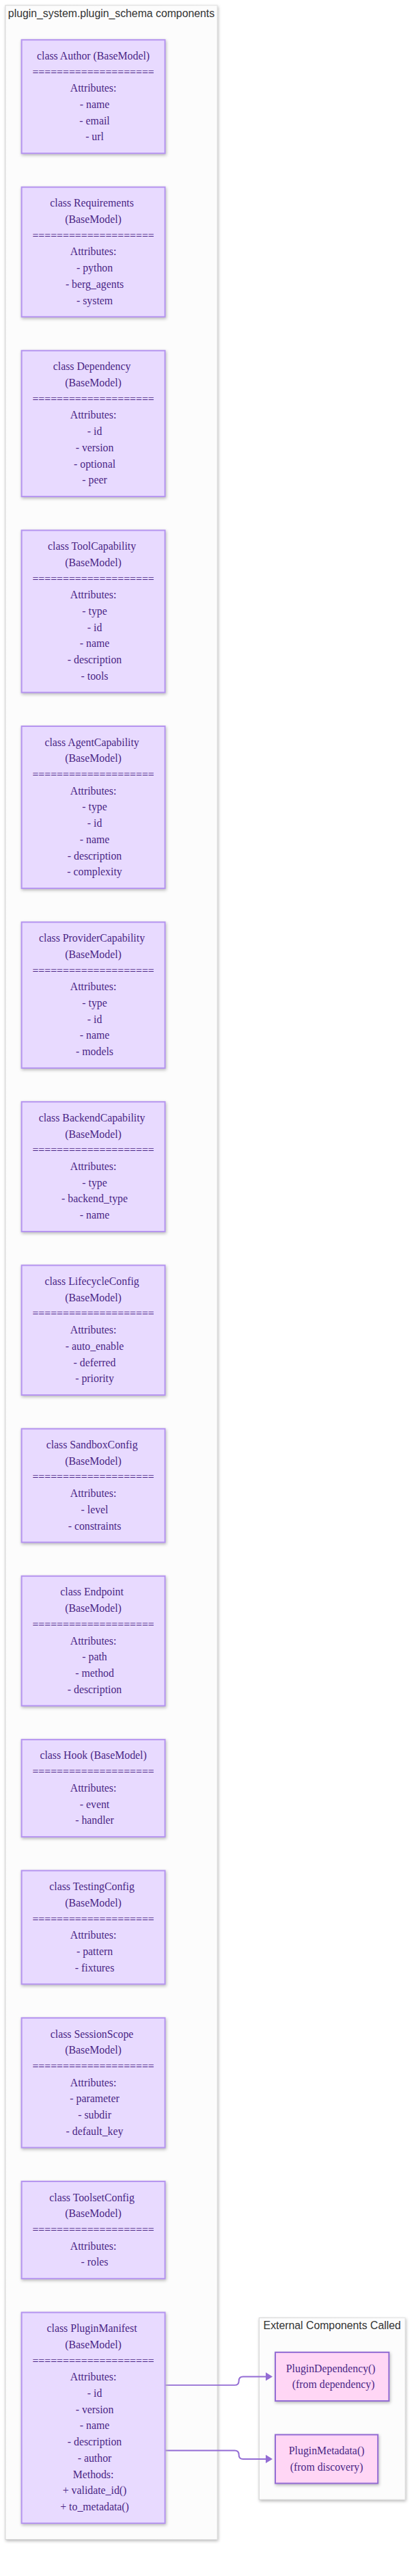 plugin_system.plugin_schema components
class Author (BaseModel)
====================
Attributes:
- name
- email
- url
class Requirements
(BaseModel)
====================
Attributes:
- python
- berg_agents
- system
class Dependency
(BaseModel)
====================
Attributes:
- id
- version
- optional
- peer
class ToolCapability
(BaseModel)
====================
Attributes:
- type
- id
- name
- description
- tools
class AgentCapability
(BaseModel)
====================
Attributes:
- type
- id
- name
- description
- complexity
class ProviderCapability
(BaseModel)
====================
Attributes:
- type
- id
- name
- models
class BackendCapability
(BaseModel)
====================
Attributes:
- type
- backend_type
- name
class LifecycleConfig
(BaseModel)
====================
Attributes:
- auto_enable
- deferred
- priority
class SandboxConfig
(BaseModel)
====================
Attributes:
- level
- constraints
class Endpoint
(BaseModel)
====================
Attributes:
- path
- method
- description
class Hook (BaseModel)
====================
Attributes:
- event
- handler
class TestingConfig
(BaseModel)
====================
Attributes:
- pattern
- fixtures
class SessionScope
(BaseModel)
====================
Attributes:
- parameter
- subdir
- default_key
class ToolsetConfig
(BaseModel)
====================
Attributes:
- roles
class PluginManifest
(BaseModel)
====================
Attributes:
- id
- version
- name
- description
- author
Methods:
+ validate_id()
+ to_metadata()
External Components Called
PluginDependency()
(from dependency)
PluginMetadata()
(from discovery)